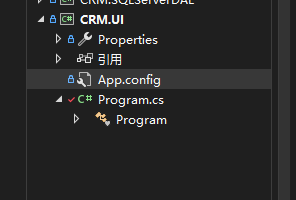 CRM.SQLserverDAL
C# CRM.UI
Properties
引用
App.config
C# Program.cs
Program